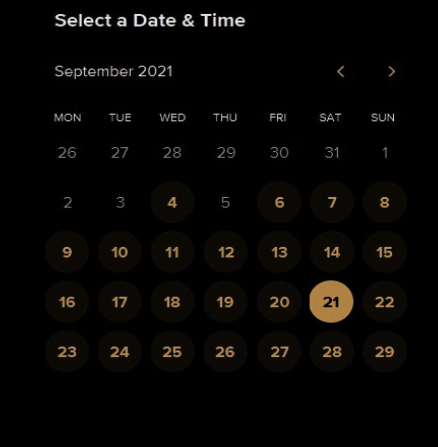 Select a Date & Time
September 2021 < >
MON TUE WED THU FRI SAT SUN
26 27 28 29 30 31 1
2 3 4 5 6 7 8
9 10 11 12 13 14 15
16 17 18 19 20 21 22
23 24 25 26 27 28 29